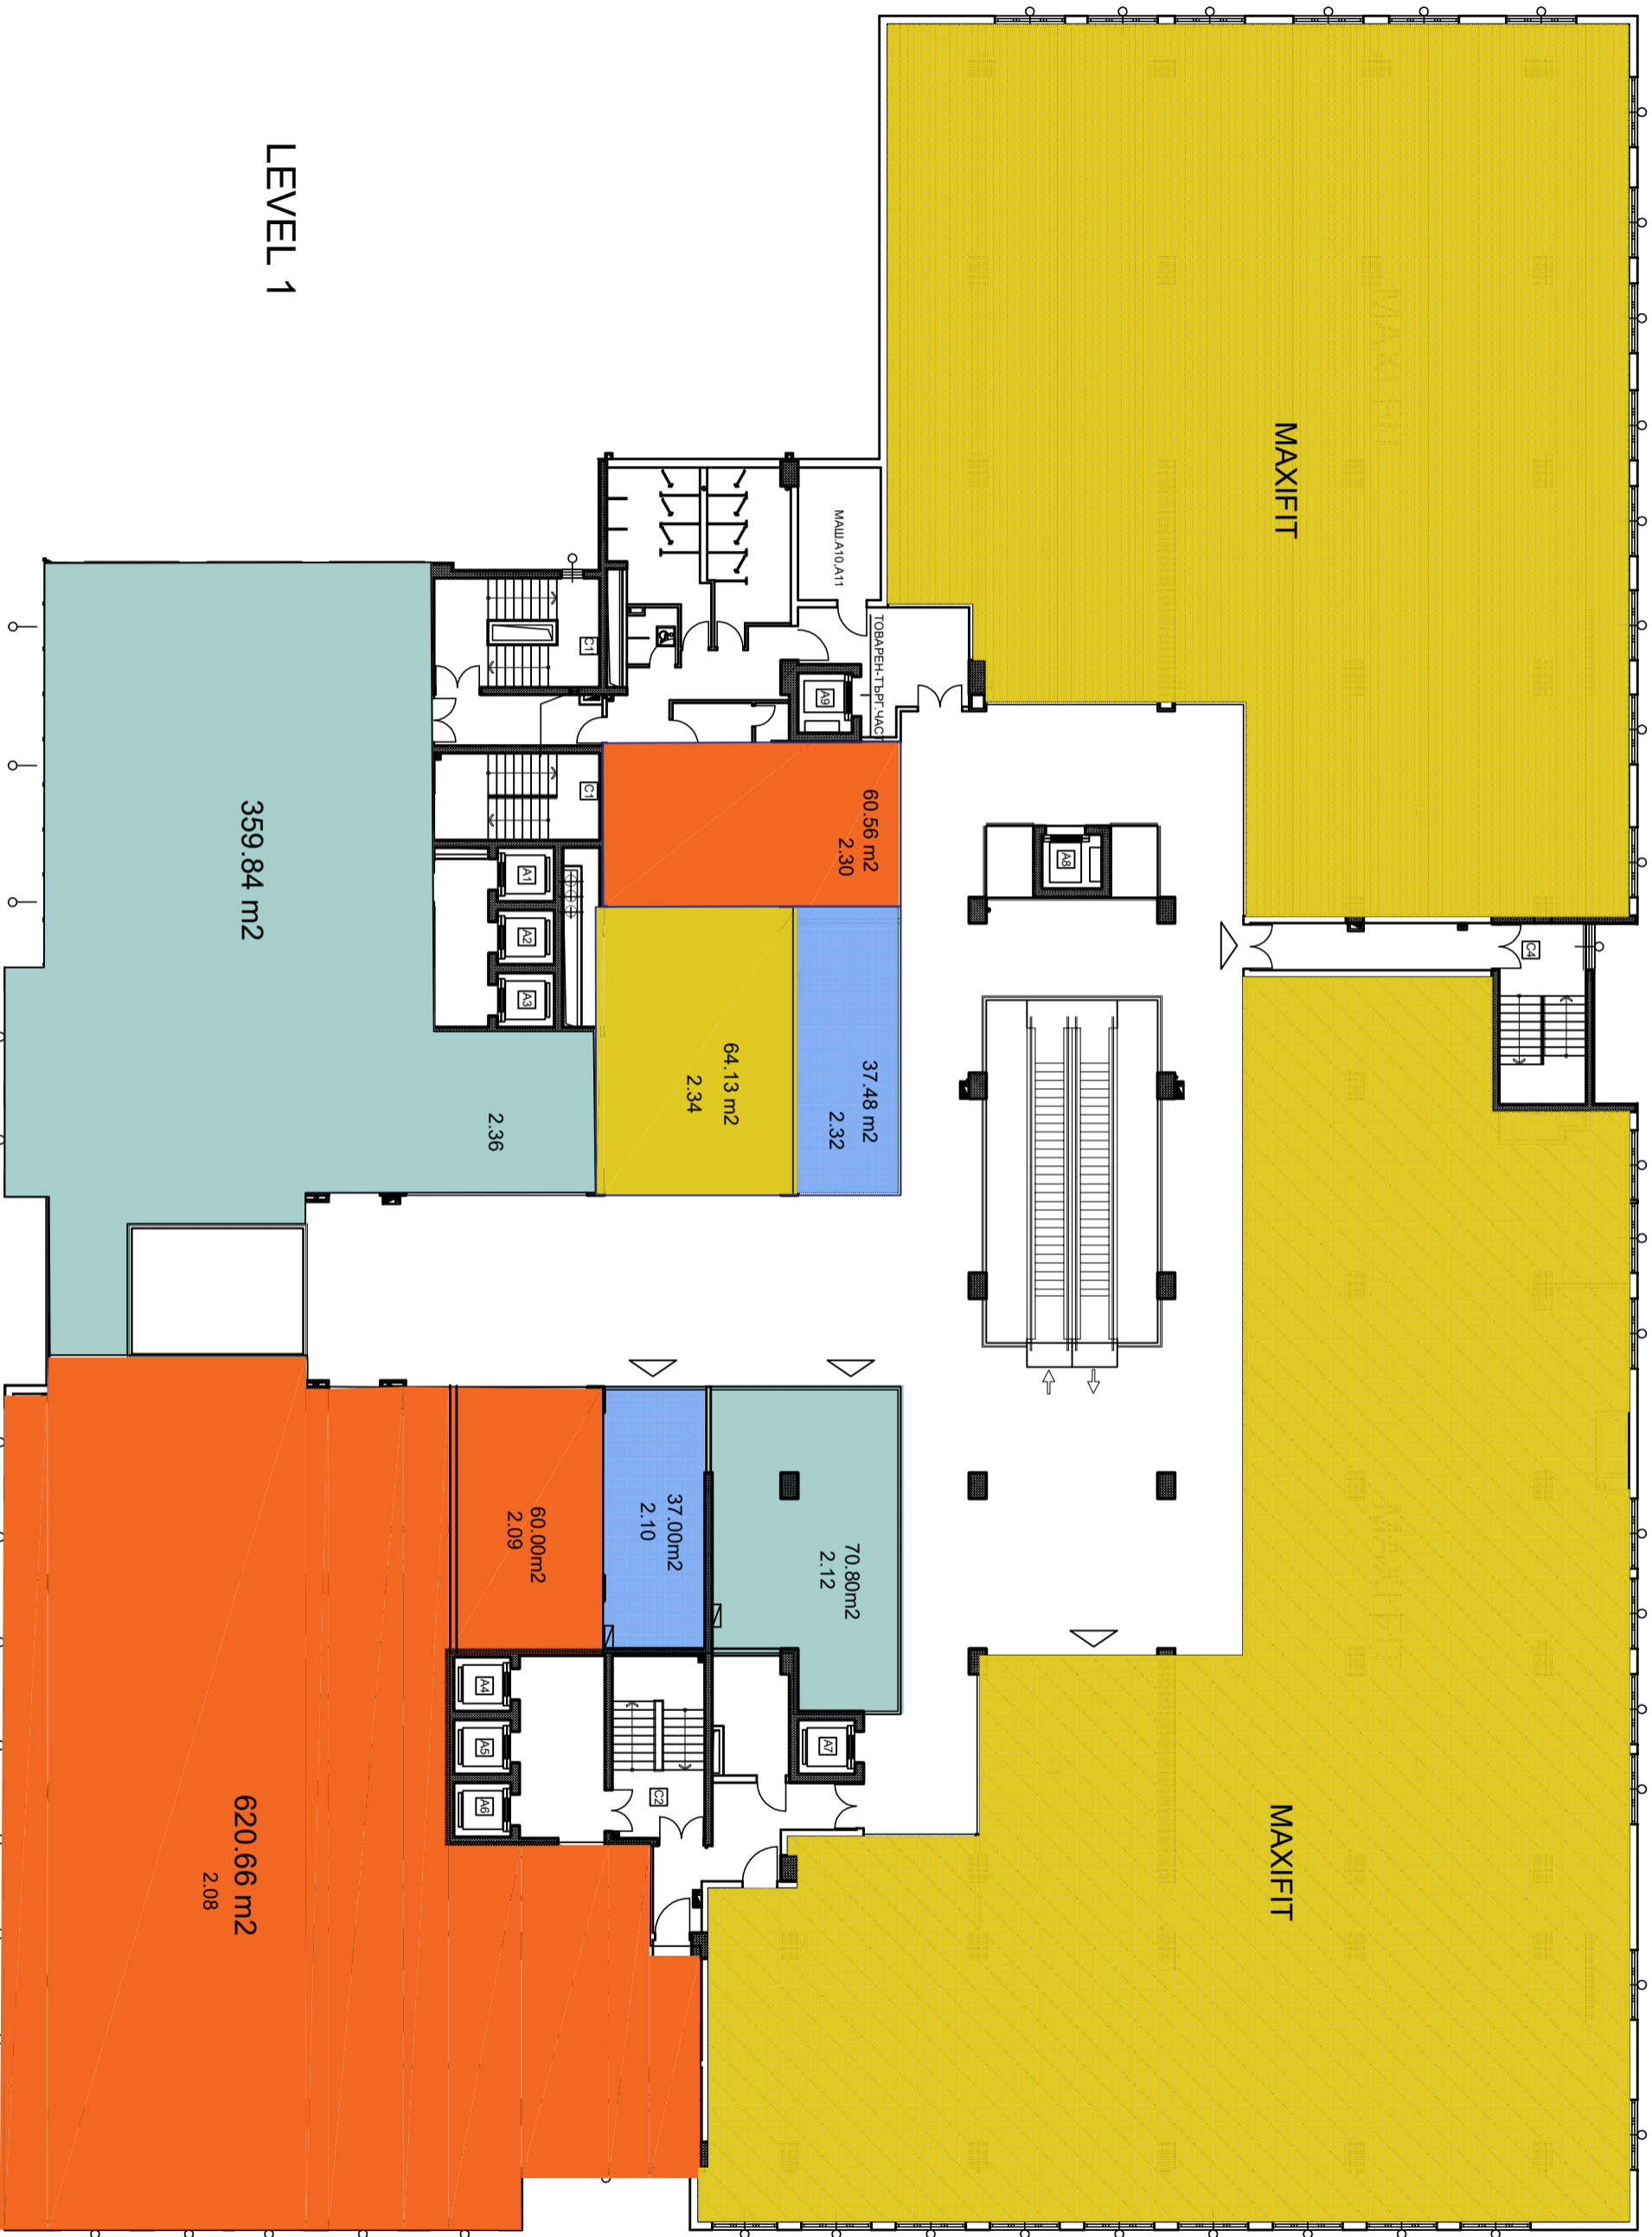 LEVEL 1
MAXIFIT
MAXIFIT
МАШ.А10,А11
ТОВАРЕН-ТЪРГ.ЧАСТ
C1'
A9
C1
60.56 m2
2.30
A8
A1
A2
A3
359.84 m2
2.36
64.13 m2
2.34
37.48 m2
2.32
C4
MAXIFIT
MAXIFIT
70.80m2
2.12
37.00m2
2.10
60.00m2
2.09
A4
A5
A6
A7
C2
620.66 m2
2.08